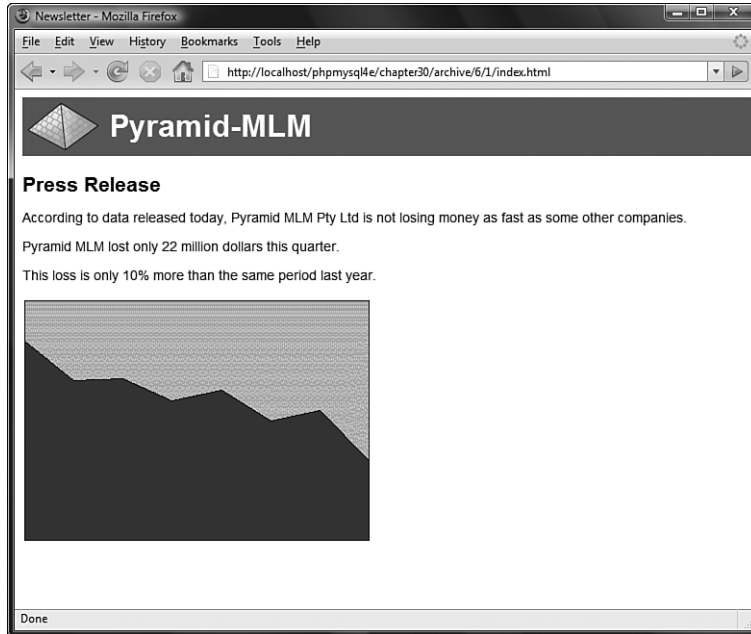 Newsletter - Mozilla Firefox
File Edit View History Bookmarks Tools Help
http://localhost/phpmysql4e/chapter30/archive/6/1/index.html
Pyramid-MLM
Press Release
According to data released today, Pyramid MLM Pty Ltd is not losing money as fast as some other companies.
Pyramid MLM lost only 22 million dollars this quarter.
This loss is only 10% more than the same period last year.
Done